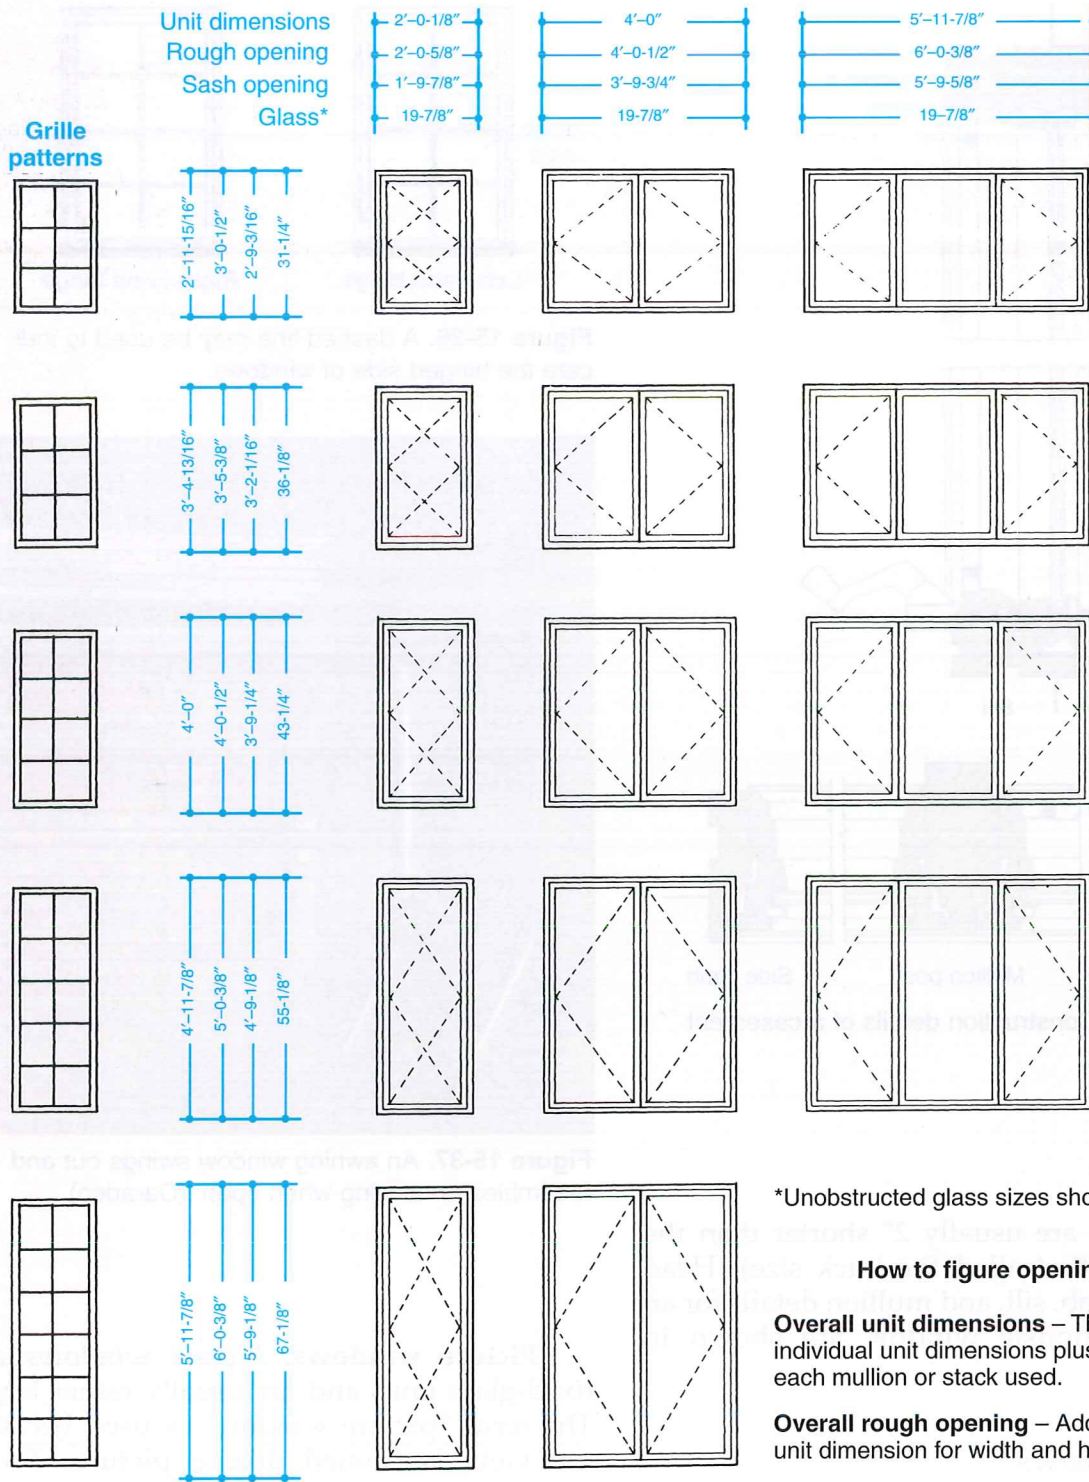 Unit dimensions 2'–0-1/8" 4'–0" 5'–11-7/8"
Rough opening 2'–0-5/8" 4'–0-1/2" 6'–0-3/8"
Sash opening 1'–9-7/8" 3'–9-3/4" 5'–9-5/8"
Glass* 19-7/8" 19-7/8" 19–7/8"
Grille
patterns
2'–11-15/16"
3'–0-1/2"
2'–9-3/16"
31-1/4"
3'–4-13/16"
3'–5-3/8"
3'–2-1/16"
36-1/8"
4'–0"
4'–0-1/2"
3'–9-1/4"
43-1/4"
4'–11-7/8"
5'–0-3/8"
4'–9-1/8"
55-1/8"
5'–11-7/8"
6'–0-3/8"
5'–9-1/8"
67-1/8"
*Unobstructed glass sizes sho
How to figure openin
Overall unit dimensions – Th
individual unit dimensions plus
each mullion or stack used.
Overall rough opening – Add
unit dimension for width and h